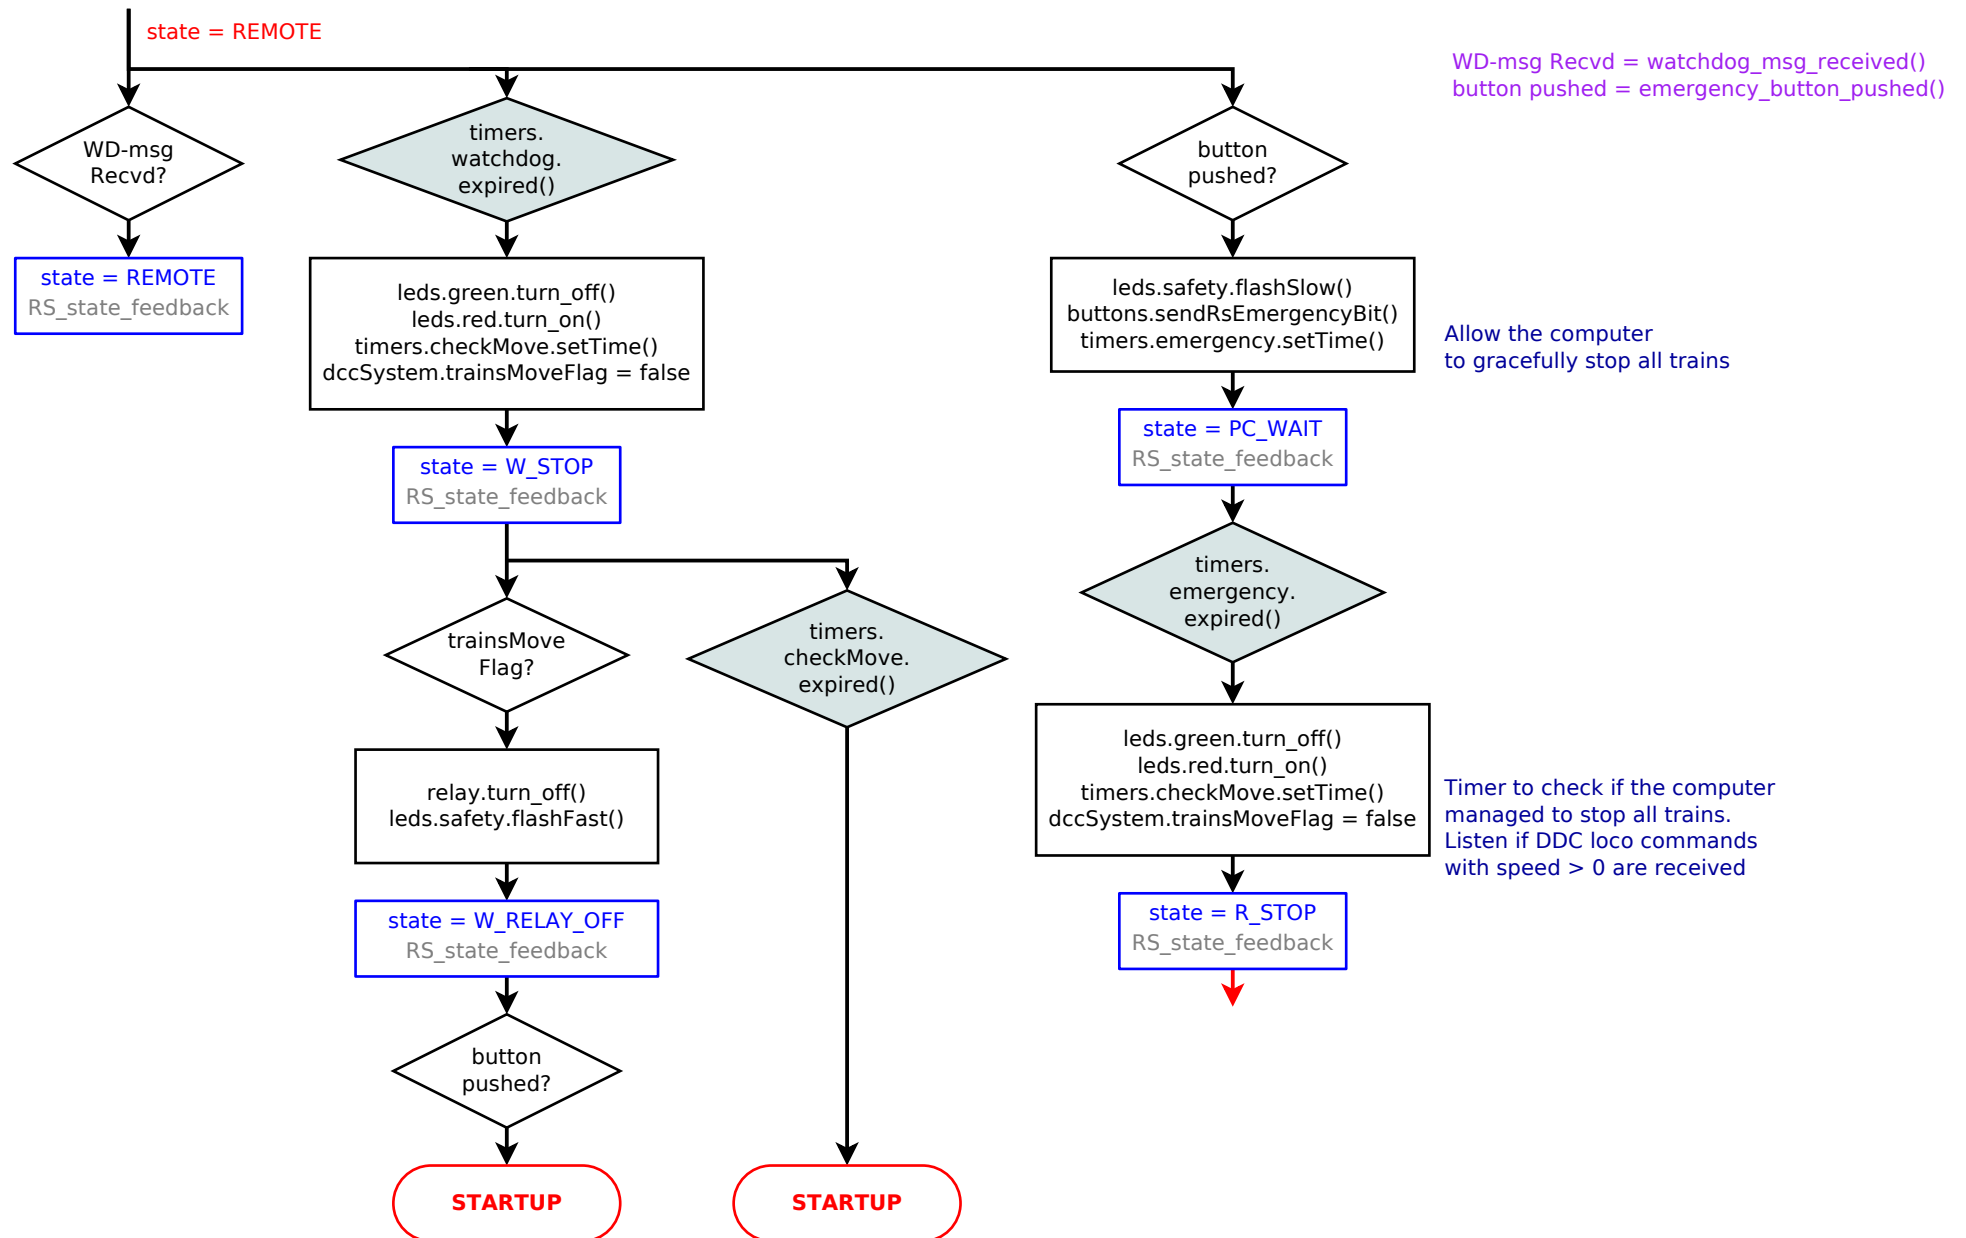 state = REMOTE
WD-msg Recvd = watchdog_msg_received()
button pushed = emergency_button_pushed()
WD-msg
Recvd?
timers.
watchdog.
expired()
button
pushed?
state = REMOTE
RS_state_feedback
leds.green.turn_off()
leds.red.turn_on()
timers.checkMove.setTime()
dccSystem.trainsMoveFlag = false
leds.safety.flashSlow()
buttons.sendRsEmergencyBit()
timers.emergency.setTime()
Allow the computer
to gracefully stop all trains
state = W_STOP
RS_state_feedback
state = PC_WAIT
RS_state_feedback
trainsMove
Flag?
timers.
checkMove.
expired()
timers.
emergency.
expired()
relay.turn_off()
leds.safety.flashFast()
leds.green.turn_off()
leds.red.turn_on()
timers.checkMove.setTime()
dccSystem.trainsMoveFlag = false
Timer to check if the computer
managed to stop all trains.
Listen if DDC loco commands
with speed > 0 are received
state = W_RELAY_OFF
RS_state_feedback
state = R_STOP
RS_state_feedback
button
pushed?
STARTUP
STARTUP